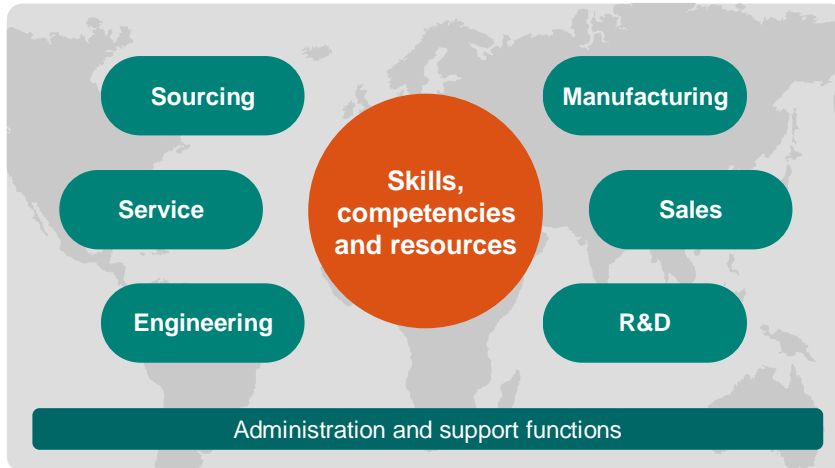 Sourcing
Manufacturing
Skills,
competencies
and resources
Service
Sales
Engineering
R&D
Administration and support functions